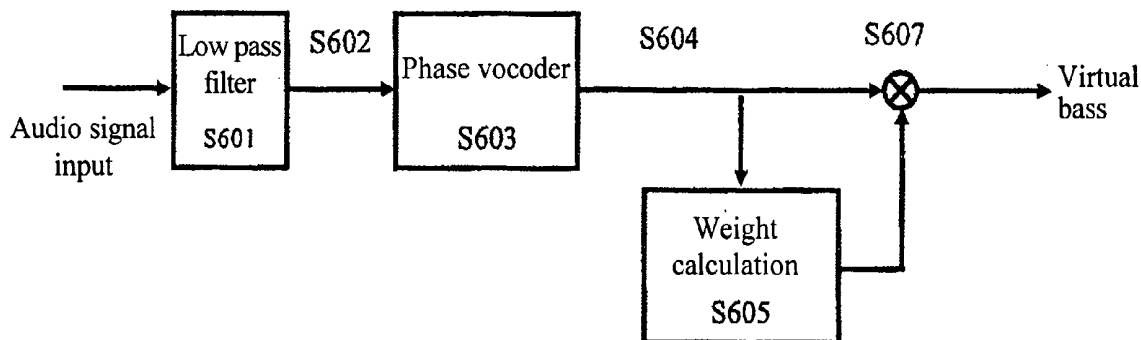 Audio signal
input
Low pass
filter
S601
S602
Phase vocoder
S603
S604
Weight
calculation
S605
S607
Virtual
bass